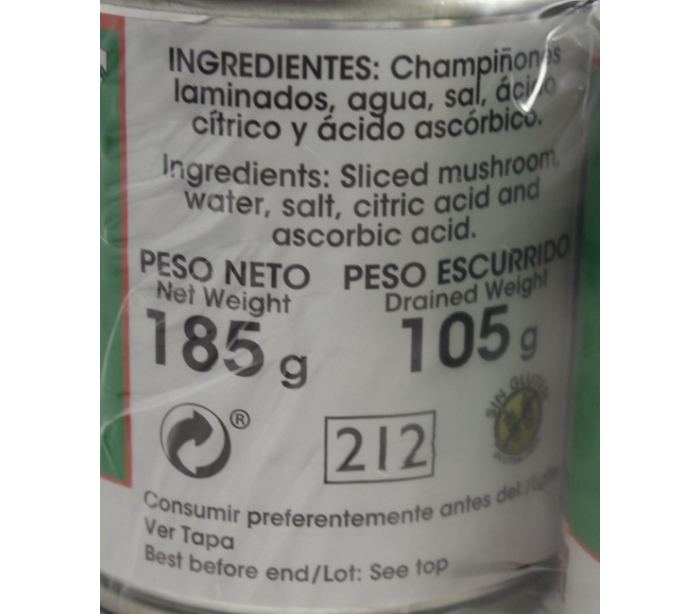 INGREDIENTES: Champiñones
laminados, agua, sal, ácido
cítrico y ácido ascórbico.
Ingredients: Sliced mushroom,
water, salt, citric acid and
ascorbic acid.
PESO NETO
Net Weight
185 g
PESO ESCURRIDO
Drained Weight
105 g
®
212
SIN GLUTEN
Consumir preferentemente antes del:
Ver Tapa
Best before end/Lot: See top